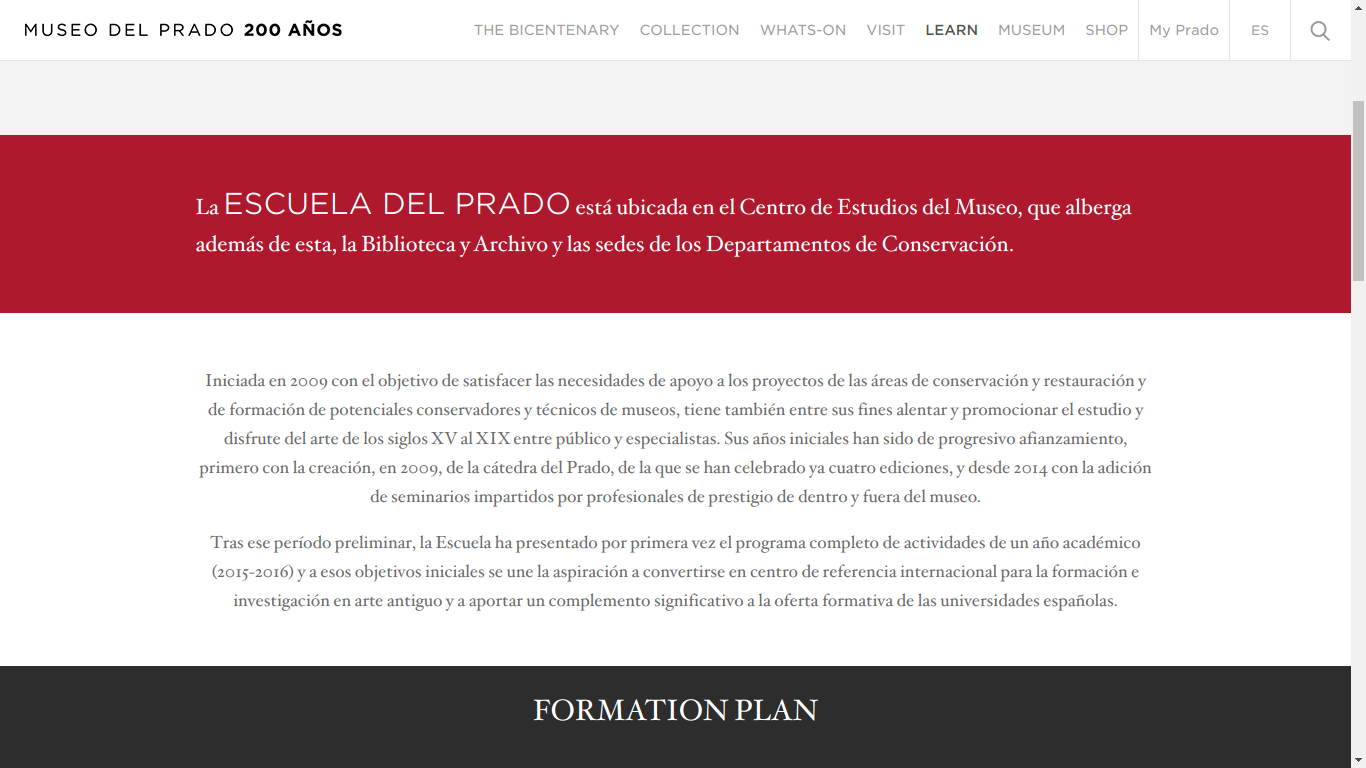 MUSEO DEL PRADO 200 AÑOS
THE BICENTENARY COLLECTION WHATS-ON VISIT LEARN MUSEUM SHOP My Prado ES
La ESCUELA DEL PRADO está ubicada en el Centro de Estudios del Museo, que alberga
además de esta, la Biblioteca y Archivo y las sedes de los Departamentos de Conservación.
Iniciada en 2009 con el objetivo de satisfacer las necesidades de apoyo a los proyectos de las áreas de conservación y restauración y
de formación de potenciales conservadores y técnicos de museos, tiene también entre sus fines alentar y promocionar el estudio y
disfrute del arte de los siglos XV al XIX entre público y especialistas. Sus años iniciales han sido de progresivo afianzamiento,
primero con la creación, en 2009, de la cátedra del Prado, de la que se han celebrado ya cuatro ediciones, y desde 2014 con la adición
de seminarios impartidos por profesionales de prestigio de dentro y fuera del museo.
Tras ese período preliminar, la Escuela ha presentado por primera vez el programa completo de actividades de un año académico
(2015-2016) y a esos objetivos iniciales se une la aspiración a convertirse en centro de referencia internacional para la formación e
investigación en arte antiguo y a aportar un complemento significativo a la oferta formativa de las universidades españolas.
FORMATION PLAN